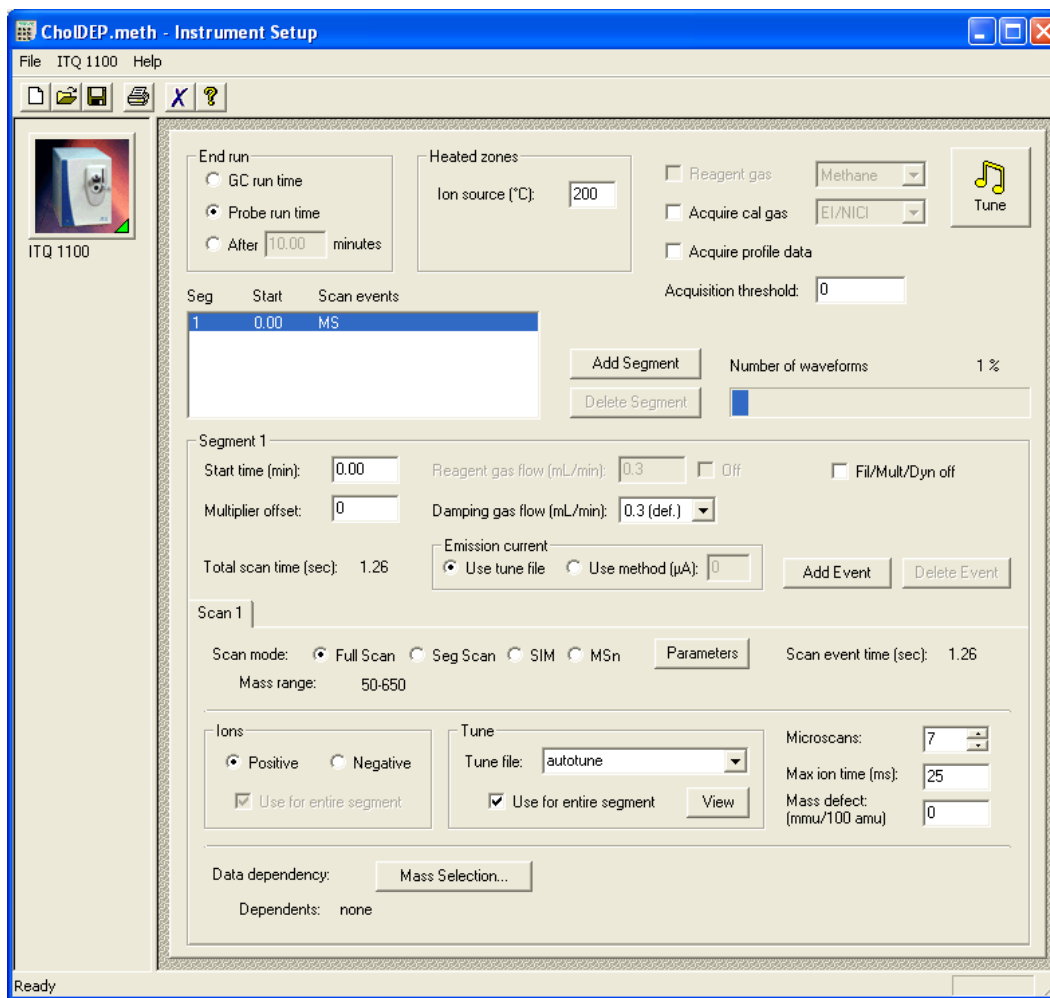 CholDEP.meth - Instrument Setup
File ITQ 1100 Help
ITQ 1100
End run
GC run time
Probe run time
After 10.00 minutes
Heated zones
Ion source (°C): 200
Reagent gas Methane
Acquire cal gas EI/NICI
Acquire profile data
Acquisition threshold: 0
Tune
Seg Start Scan events
1 0.00 MS
Add Segment
Delete Segment
Number of waveforms 1 %
Segment 1
Start time (min): 0.00
Reagent gas flow (mL/min): 0.3 Off
Fil/Mult/Dyn off
Multiplier offset: 0
Damping gas flow (mL/min): 0.3 (def.)
Total scan time (sec): 1.26
Emission current
Use tune file Use method (µA): 0
Add Event Delete Event
Scan 1
Scan mode: Full Scan Seg Scan SIM MSn Parameters Scan event time (sec): 1.26
Mass range: 50-650
Ions
Positive Negative
Use for entire segment
Tune
Tune file: autotune
Use for entire segment View
Microscans: 7
Max ion time (ms): 25
Mass defect: 0
(mmu/100 amu)
Data dependency: Mass Selection...
Dependents: none
Ready